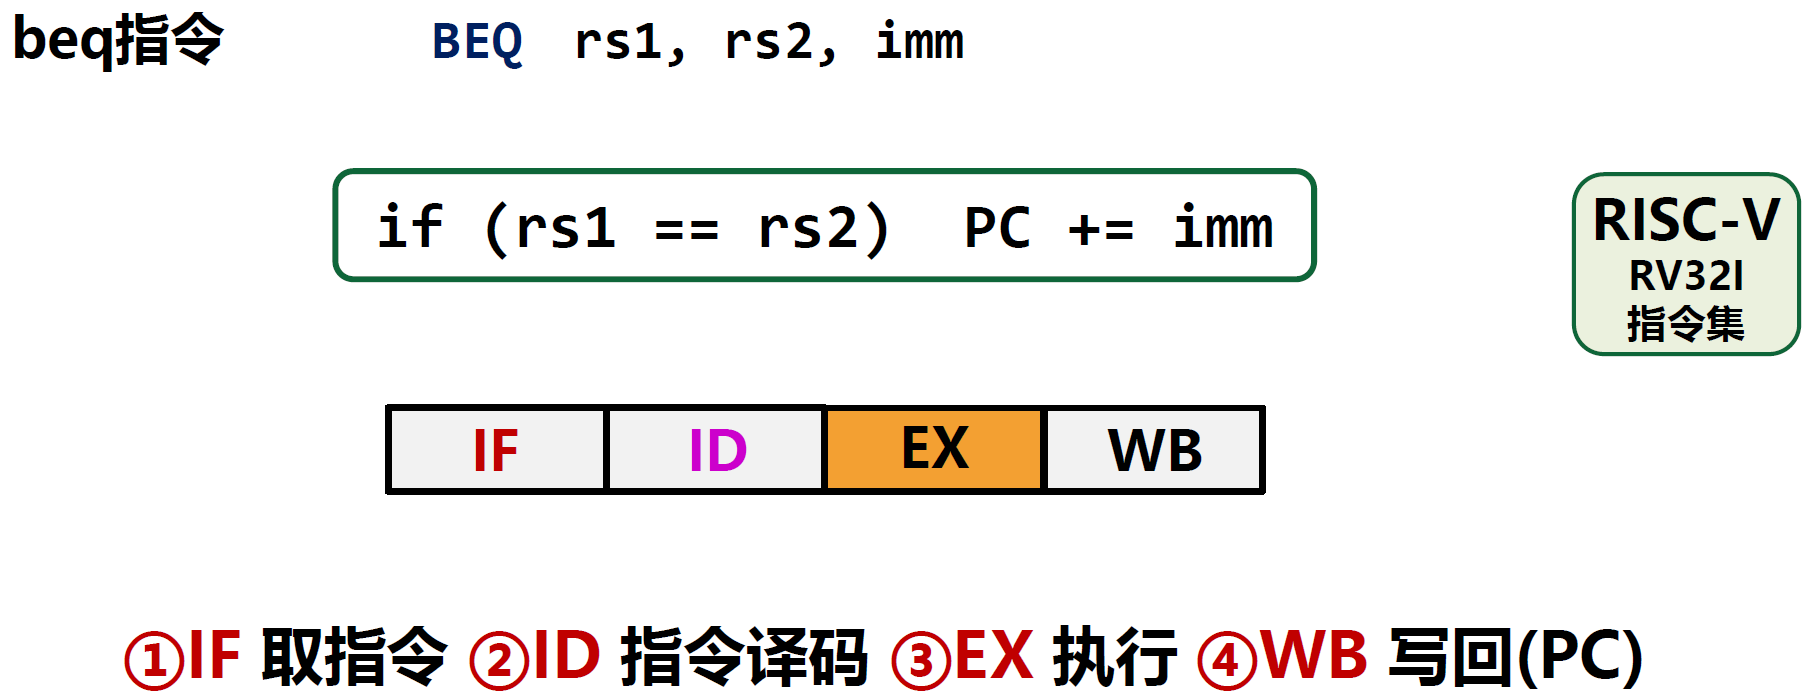 beq指令 BEQ rs1, rs2, imm
if (rs1 == rs2) PC += imm
RISC-V
RV32I
指令集
IF ID EX WB
①IF 取指令 ②ID 指令译码 ③EX 执行 ④WB 写回(PC)